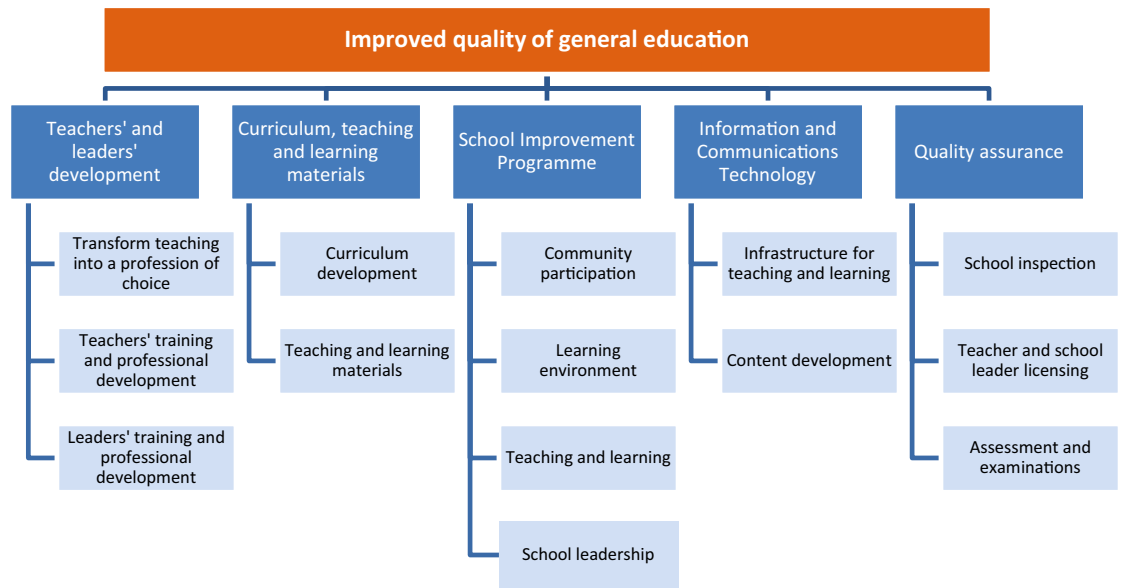 Improved quality of general education
Teachers' and
leaders'
development
Transform teaching
into a profession of
choice
Teachers' training
and professional
development
Leaders' training and
professional
development
Curriculum, teaching
and learning
materials
Curriculum
development
Teaching and learning
materials
School Improvement
Programme
Community
participation
Learning
environment
Teaching and learning
School leadership
Information and
Communications
Technology
Infrastructure for
teaching and learning
Content development
Quality assurance
School inspection
Teacher and school
leader licensing
Assessment and
examinations